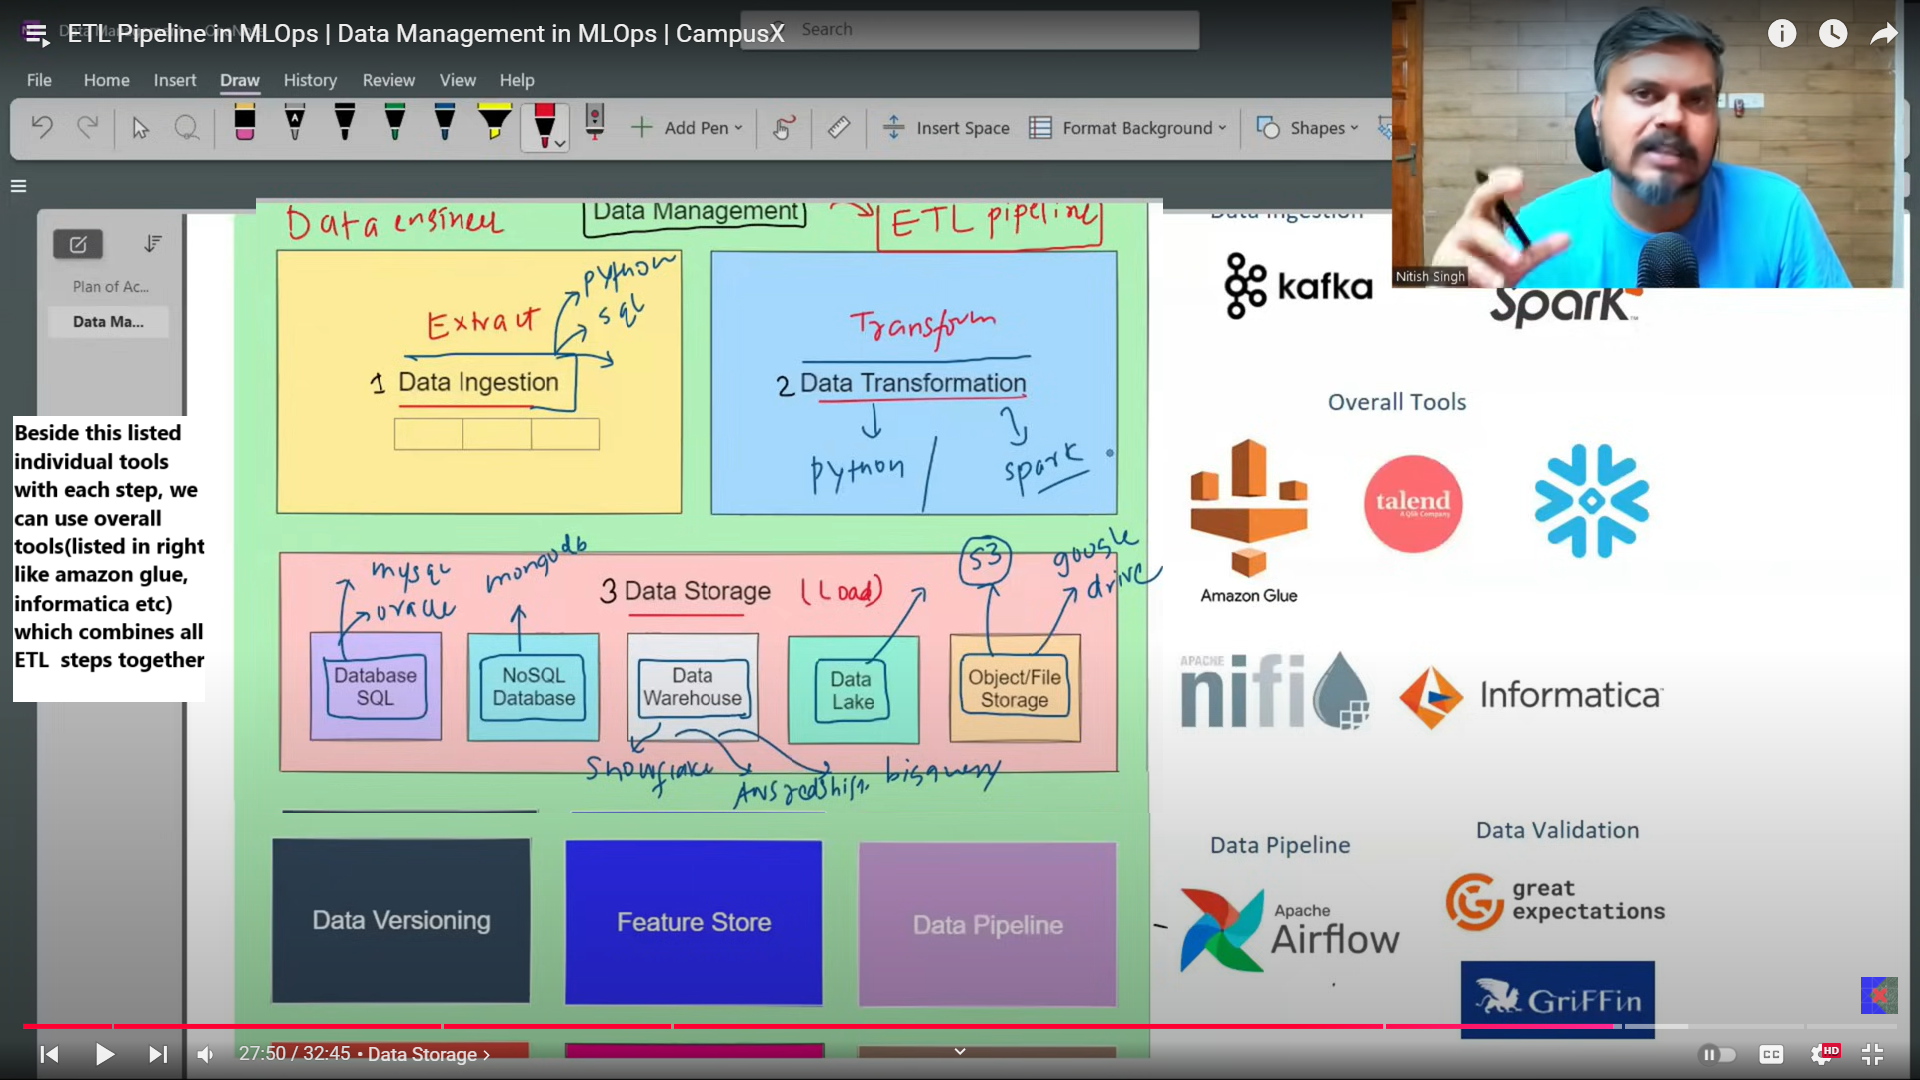 ETL Pipeline in MLOps | Data Management in MLOps | CampusX
Search
File Home Insert Draw History Review View Help
Add Pen
Insert Space
Format Background
Shapes
Nitish Singh
Plan of Ac...
Data Ma...
Beside this listed
individual tools
with each step, we
can use overall
tools(listed in right
like amazon glue,
informatica etc)
which combines all
ETL steps together
Data engineer
Data Management
ETL pipeline
Extract
python
sql
1 Data Ingestion
Transform
2 Data Transformation
python / spark
mysql
oracle
mongodb
3 Data Storage (Load)
S3
google
drive
Database
SQL
NoSQL
Database
Data
Warehouse
Data
Lake
Object/File
Storage
Snowflake
AWS redshift
bigquery
Data Versioning
Feature Store
Data Pipeline
Data Ingestion
kafka
Spark
Overall Tools
Amazon Glue
talend
A Qlik Company
APACHE
nifi
Informatica
Data Pipeline
Apache
Airflow
Data Validation
great
expectations
GriFFin
27:50 / 32:45 • Data Storage
CC
HD